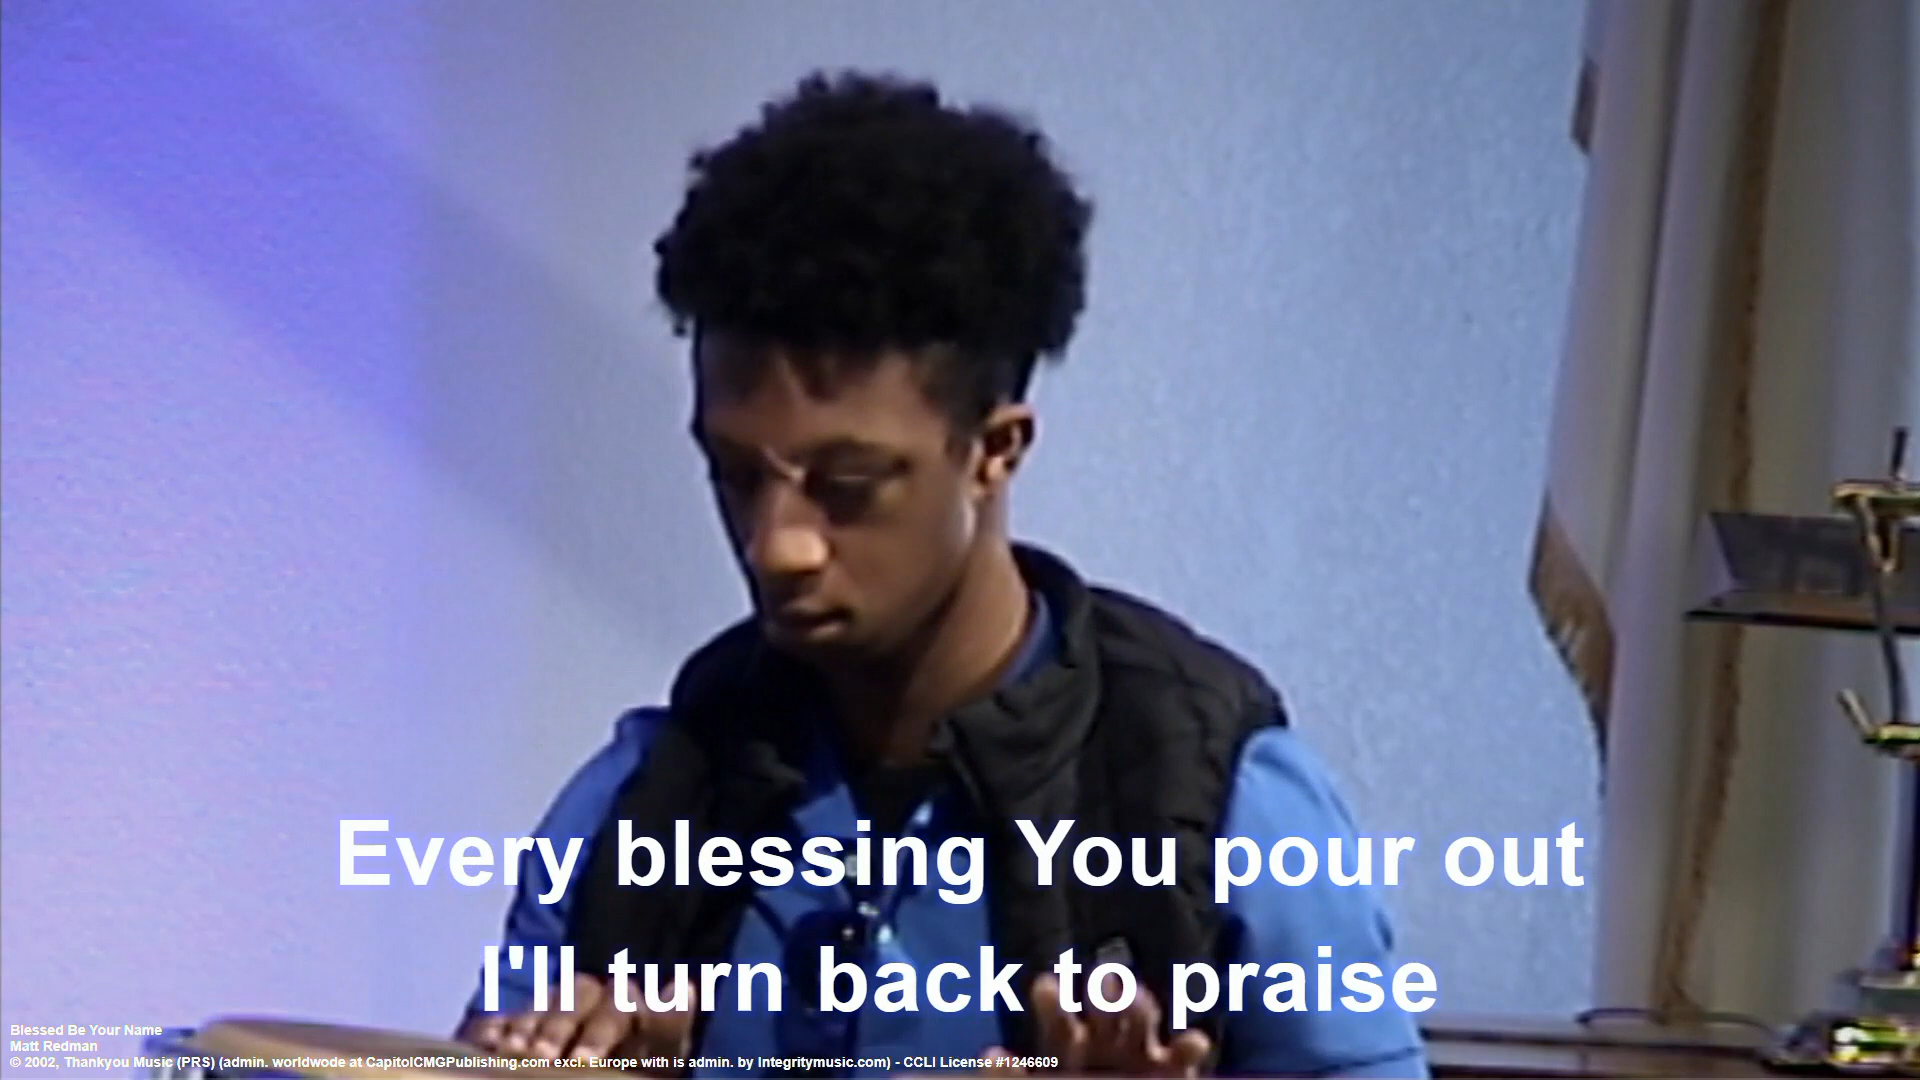 Every blessing You pour out
I'll turn back to praise
Blessed Be Your Name
Matt Redman
© 2002, Thankyou Music (PRS) (admin. worldwode at CapitolCMGPublishing.com excl. Europe with is admin. by Integritymusic.com) - CCLI License #1246609